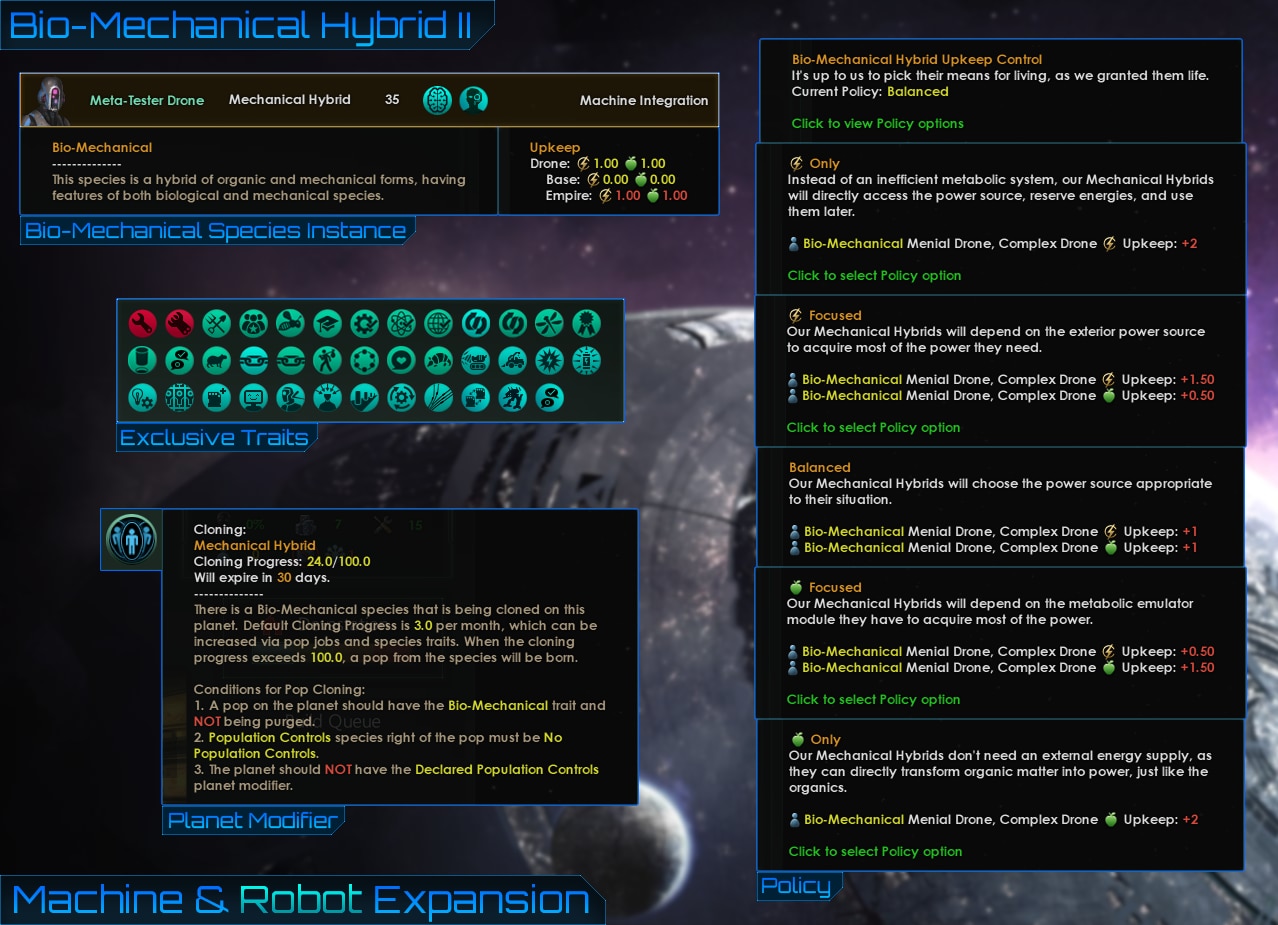 Bio-Mechanical Hybrid II
Meta-Tester Drone Mechanical Hybrid 35 Machine Integration
Bio-Mechanical
--------------
This species is a hybrid of organic and mechanical forms, having
features of both biological and mechanical species.
Upkeep
Drone: 1.00 1.00
Base: 0.00 0.00
Empire: 1.00 1.00
Bio-Mechanical Species Instance
Exclusive Traits
Cloning:
Mechanical Hybrid
Cloning Progress: 24.0/100.0
Will expire in 30 days.
--------------
There is a Bio-Mechanical species that is being cloned on this
planet. Default Cloning Progress is 3.0 per month, which can be
increased via pop jobs and species traits. When the cloning
progress exceeds 100.0, a pop from the species will be born.
Conditions for Pop Cloning:
1. A pop on the planet should have the Bio-Mechanical trait and
NOT being purged.
2. Population Controls species right of the pop must be No
Population Controls.
3. The planet should NOT have the Declared Population Controls
planet modifier.
Planet Modifier
Bio-Mechanical Hybrid Upkeep Control
It's up to us to pick their means for living, as we granted them life.
Current Policy: Balanced
Click to view Policy options
Only
Instead of an inefficient metabolic system, our Mechanical Hybrids
will directly access the power source, reserve energies, and use
them later.
Bio-Mechanical Menial Drone, Complex Drone Upkeep: +2
Click to select Policy option
Focused
Our Mechanical Hybrids will depend on the exterior power source
to acquire most of the power they need.
Bio-Mechanical Menial Drone, Complex Drone Upkeep: +1.50
Bio-Mechanical Menial Drone, Complex Drone Upkeep: +0.50
Click to select Policy option
Balanced
Our Mechanical Hybrids will choose the power source appropriate
to their situation.
Bio-Mechanical Menial Drone, Complex Drone Upkeep: +1
Bio-Mechanical Menial Drone, Complex Drone Upkeep: +1
Focused
Our Mechanical Hybrids will depend on the metabolic emulator
module they have to acquire most of the power.
Bio-Mechanical Menial Drone, Complex Drone Upkeep: +0.50
Bio-Mechanical Menial Drone, Complex Drone Upkeep: +1.50
Click to select Policy option
Only
Our Mechanical Hybrids don't need an external energy supply, as
they can directly transform organic matter into power, just like the
organics.
Bio-Mechanical Menial Drone, Complex Drone Upkeep: +2
Click to select Policy option
Policy
Machine & Robot Expansion